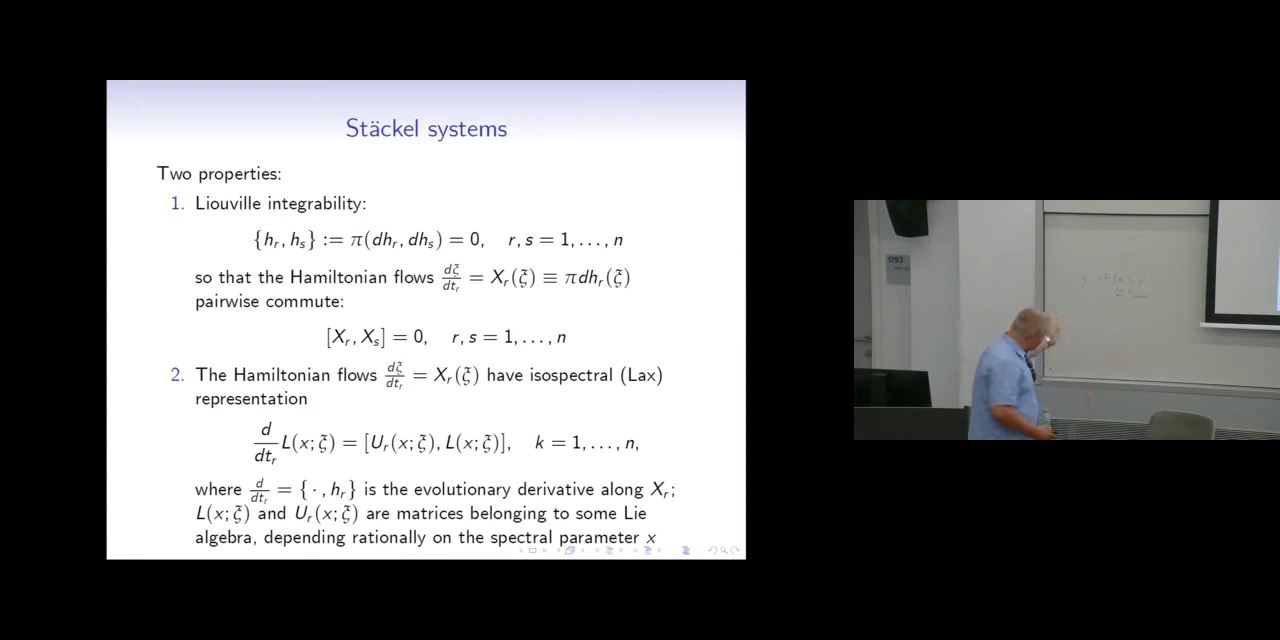 Stäckel systems
Two properties:
1. Liouville integrability:
{h_r, h_s} := π(dh_r, dh_s) = 0, r, s = 1, . . . , n
so that the Hamiltonian flows dξ/dt_r = X_r(ξ) ≡ πdh_r(ξ)
pairwise commute:
[X_r, X_s] = 0, r, s = 1, . . . , n
2. The Hamiltonian flows dξ/dt_r = X_r(ξ) have isospectral (Lax)
representation
d/dt_r L(x; ξ) = [U_r(x; ξ), L(x; ξ)], k = 1, . . . , n,
where d/dt_r = { · , h_r} is the evolutionary derivative along X_r;
L(x; ξ) and U_r(x; ξ) are matrices belonging to some Lie
algebra, depending rationally on the spectral parameter x
093